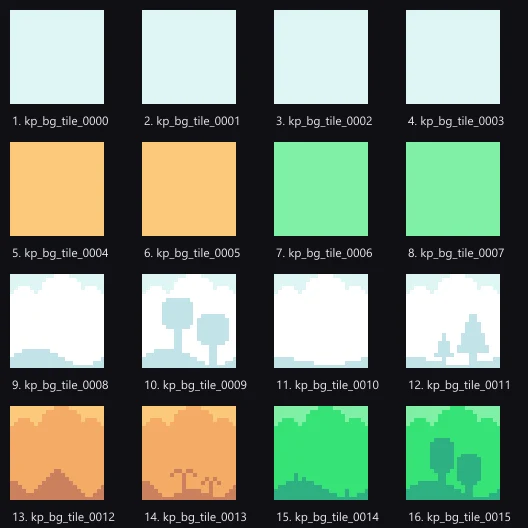 1. kp_bg_tile_0000
2. kp_bg_tile_0001
3. kp_bg_tile_0002
4. kp_bg_tile_0003
5. kp_bg_tile_0004
6. kp_bg_tile_0005
7. kp_bg_tile_0006
8. kp_bg_tile_0007
9. kp_bg_tile_0008
10. kp_bg_tile_0009
11. kp_bg_tile_0010
12. kp_bg_tile_0011
13. kp_bg_tile_0012
14. kp_bg_tile_0013
15. kp_bg_tile_0014
16. kp_bg_tile_0015